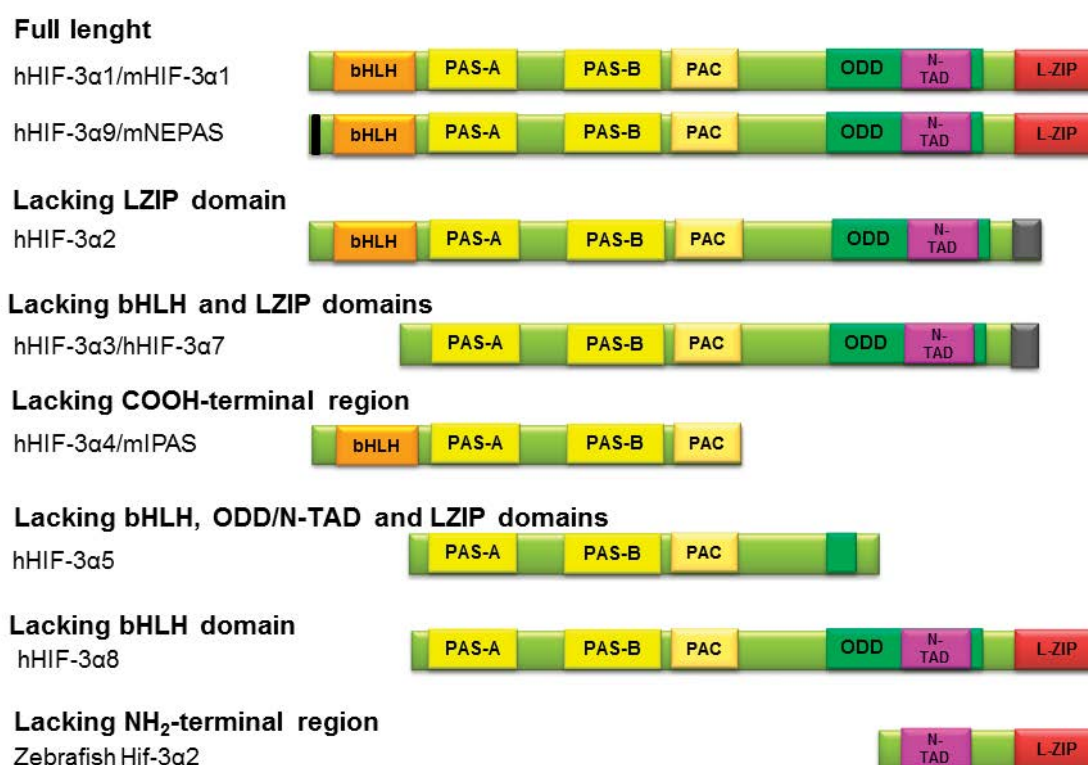 Full lenght
hHIF-3α1/mHIF-3α1 bHLH PAS-A PAS-B PAC ODD N-TAD L-ZIP
hHIF-3α9/mNEPAS bHLH PAS-A PAS-B PAC ODD N-TAD L-ZIP
Lacking LZIP domain
hHIF-3α2 bHLH PAS-A PAS-B PAC ODD N-TAD
Lacking bHLH and LZIP domains
hHIF-3α3/hHIF-3α7 PAS-A PAS-B PAC ODD N-TAD
Lacking COOH-terminal region
hHIF-3α4/mIPAS bHLH PAS-A PAS-B PAC
Lacking bHLH, ODD/N-TAD and LZIP domains
hHIF-3α5 PAS-A PAS-B PAC
Lacking bHLH domain
hHIF-3α8 PAS-A PAS-B PAC ODD N-TAD L-ZIP
Lacking NH₂-terminal region
Zebrafish Hif-3α2 N-TAD L-ZIP